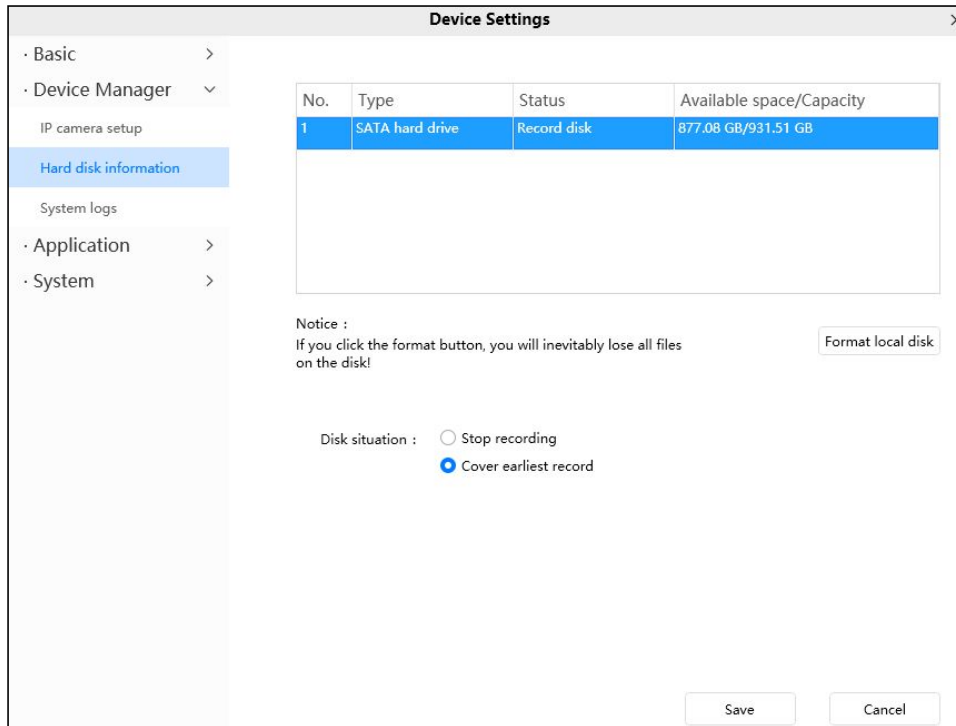 Device Settings
· Basic
· Device Manager
IP camera setup
Hard disk information
System logs
· Application
· System
No. Type Status Available space/Capacity
1 SATA hard drive Record disk 877.08 GB/931.51 GB
Notice :
If you click the format button, you will inevitably lose all files
on the disk!
Format local disk
Disk situation : Stop recording
Cover earliest record
Save Cancel